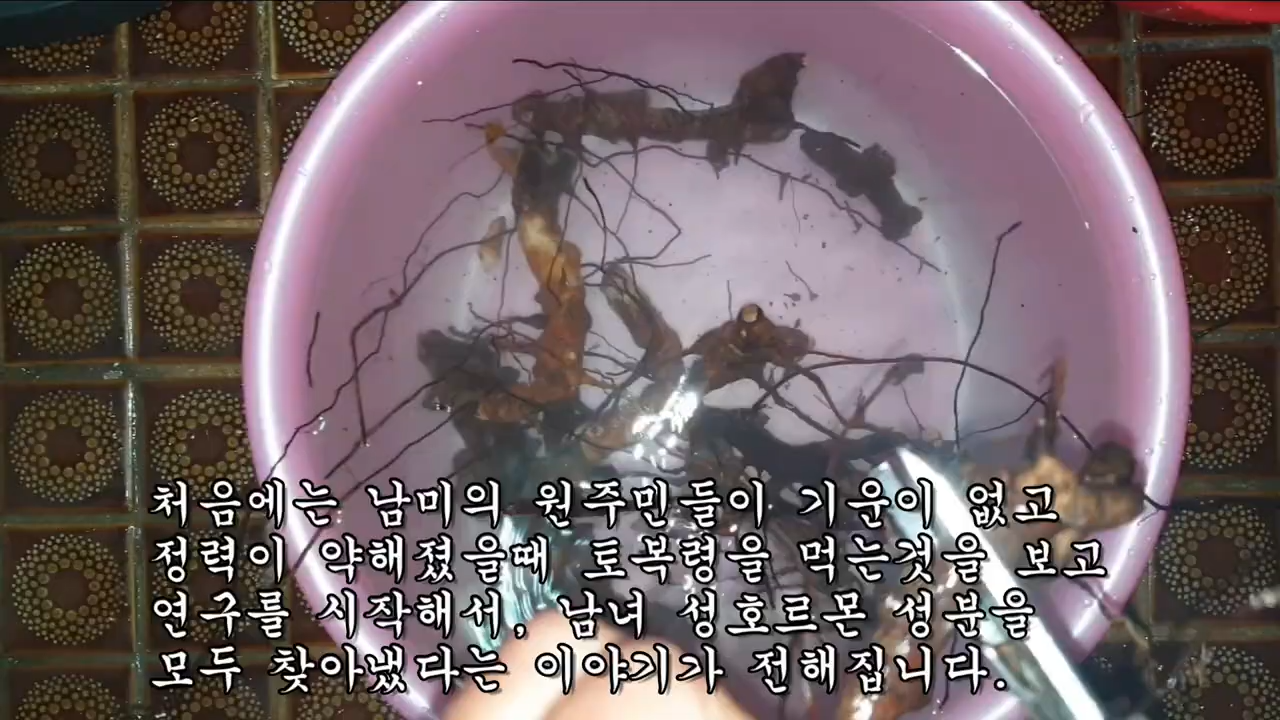 처음에는 남미의 원주민들이 기운이 없고
정력이 약해졌을때 토복령을 먹는것을 보고
연구를 시작해서, 남녀 성호르몬 성분을
모두 찾아냈다는 이야기가 전해집니다.